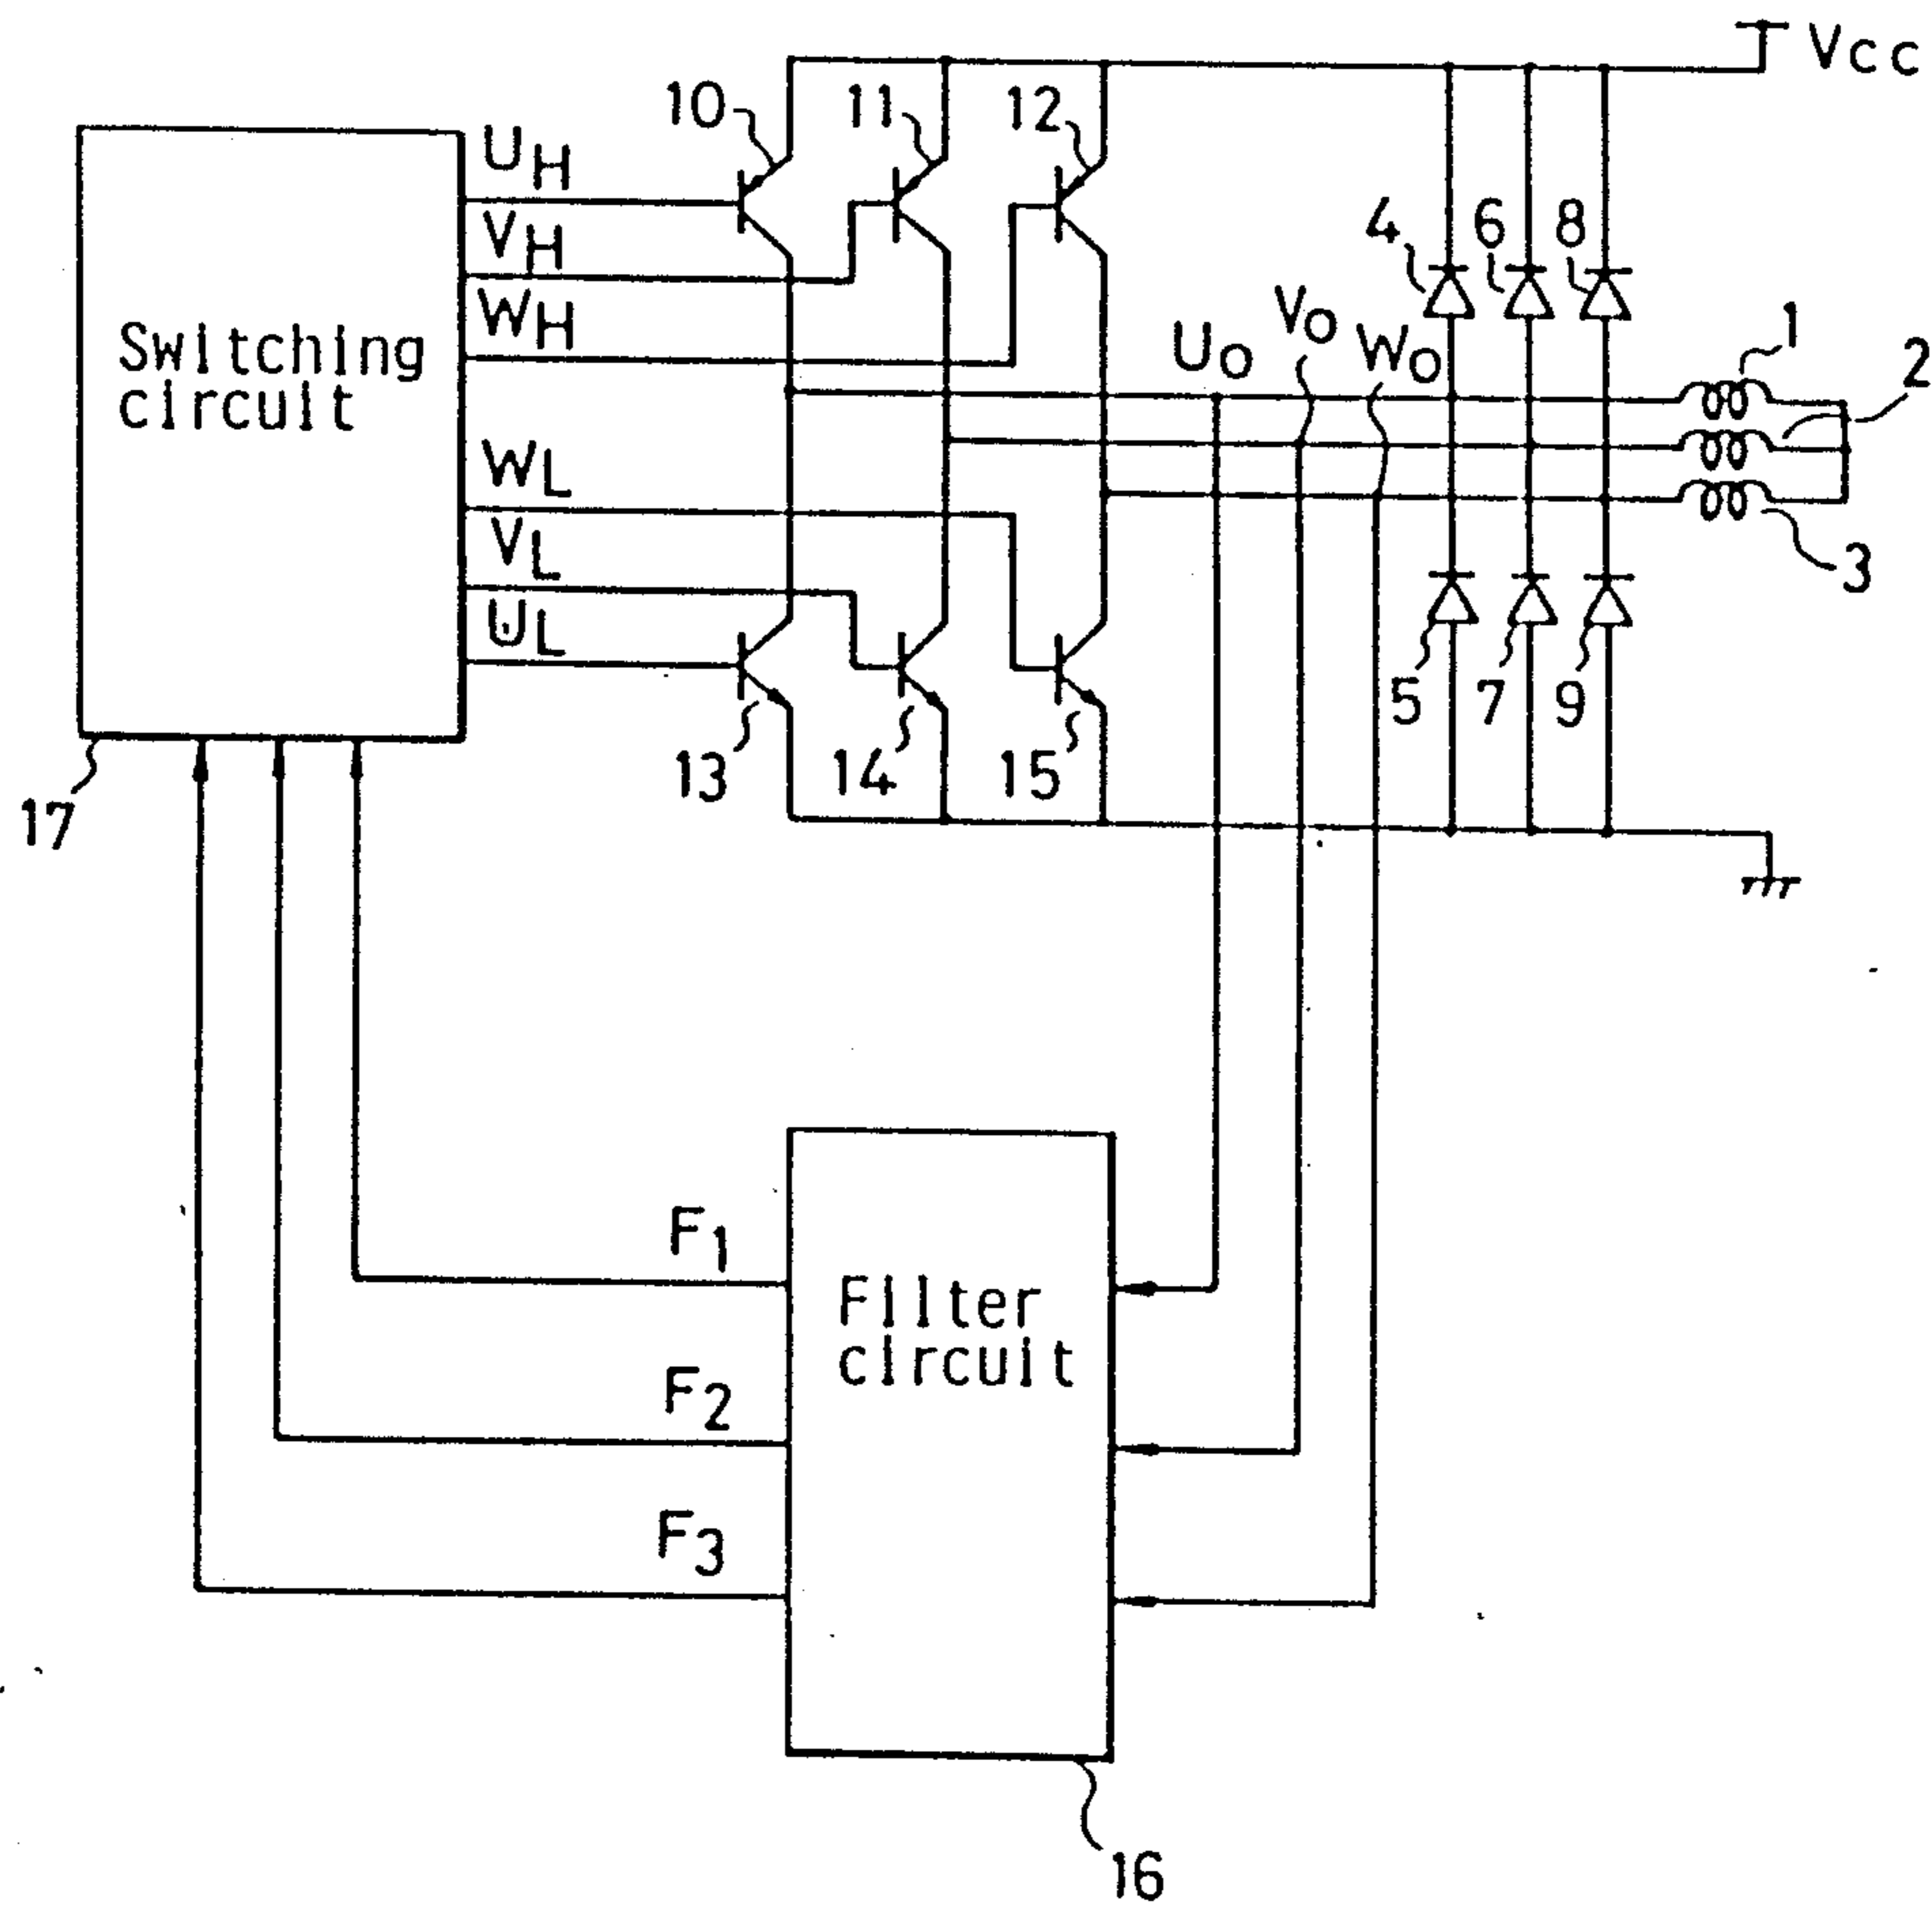 Vcc
10
11
12
UH
VH
WH
4
6
8
Vo
Uo
Wo
1
2
3
Switching
circuit
WL
VL
UL
5
7
9
13
14
15
17
F1
Filter
circuit
F2
F3
16